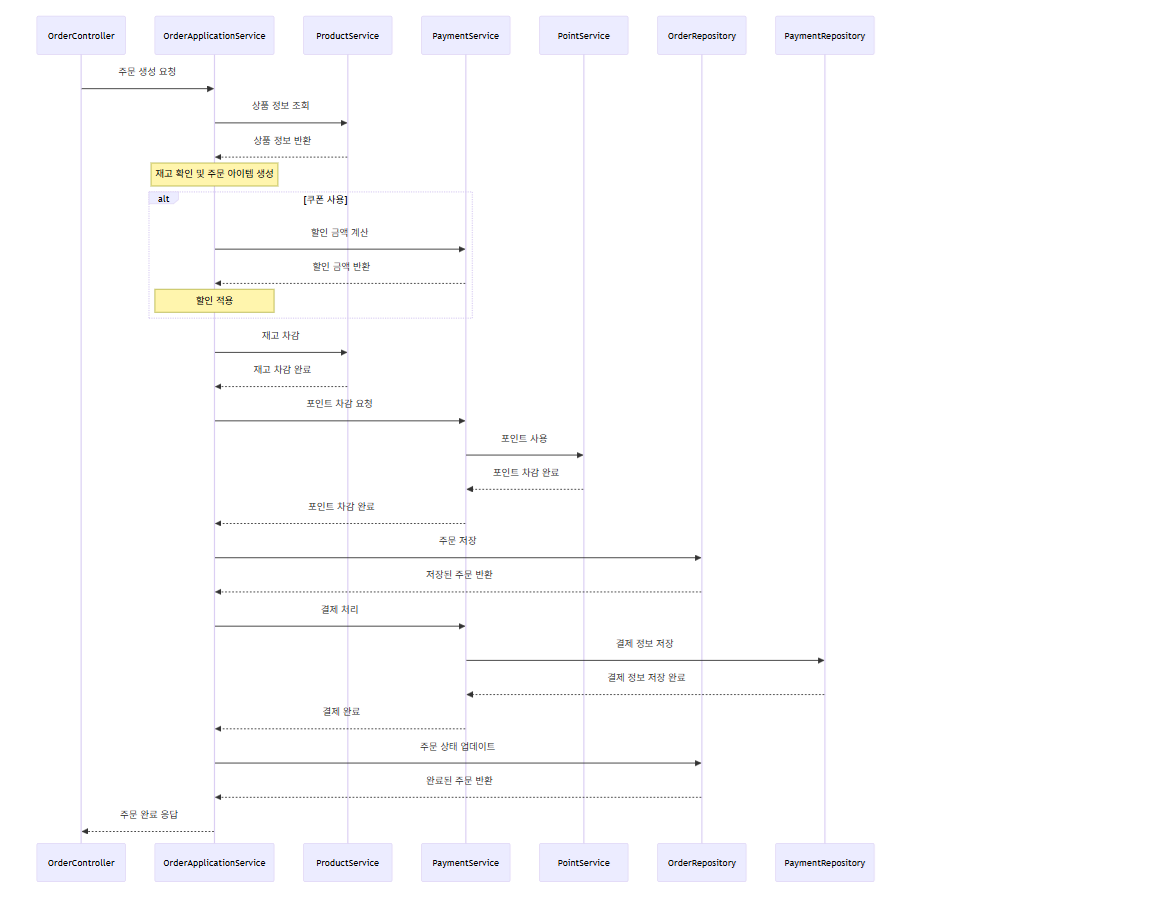 OrderController
OrderApplicationService
ProductService
PaymentService
PointService
OrderRepository
PaymentRepository
주문 생성 요청
상품 정보 조회
상품 정보 반환
재고 확인 및 주문 아이템 생성
alt
[쿠폰 사용]
할인 금액 계산
할인 금액 반환
할인 적용
재고 차감
재고 차감 완료
포인트 차감 요청
포인트 사용
포인트 차감 완료
포인트 차감 완료
주문 저장
저장된 주문 반환
결제 처리
결제 정보 저장
결제 정보 저장 완료
결제 완료
주문 상태 업데이트
완료된 주문 반환
주문 완료 응답
OrderController
OrderApplicationService
ProductService
PaymentService
PointService
OrderRepository
PaymentRepository